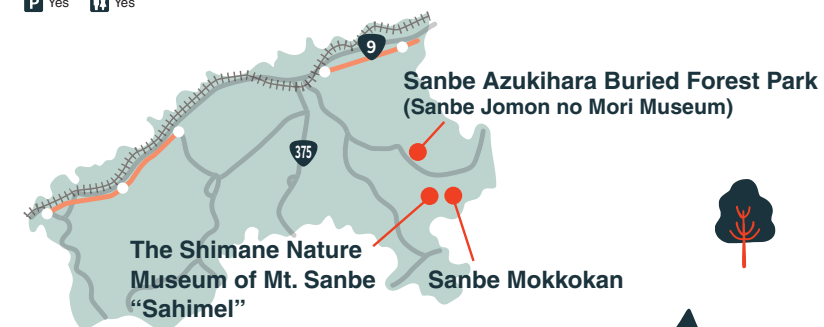 P Yes Yes
9
Sanbe Azukihara Buried Forest Park
(Sanbe Jomon no Mori Museum)
375
The Shimane Nature
Museum of Mt. Sanbe
“Sahimel”
Sanbe Mokkokan